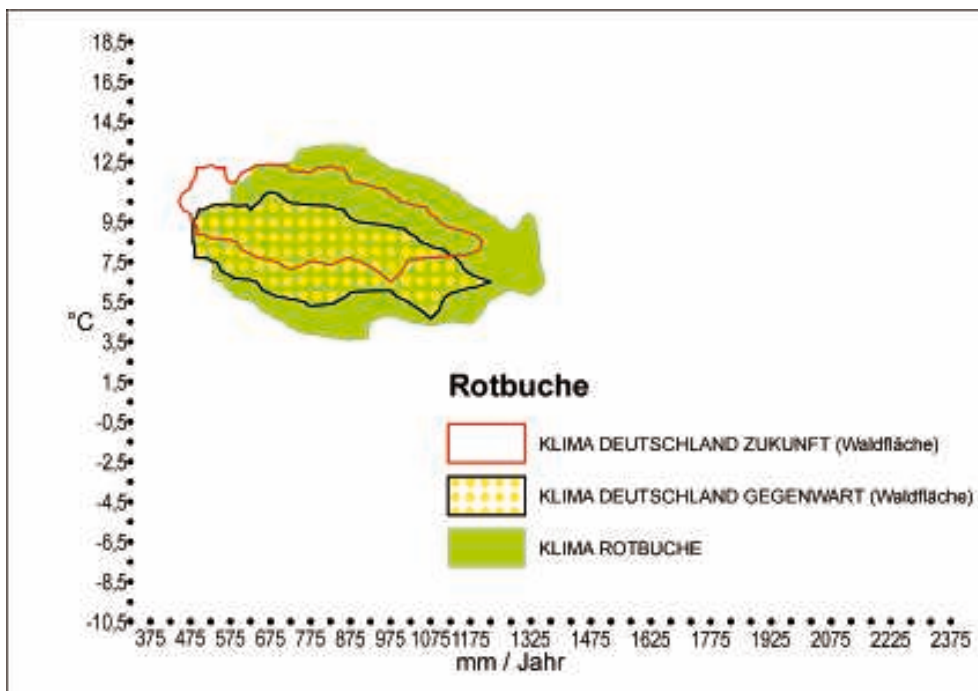 18,5
16,5
14,5
12,5
9,5
7,5
5,5
°C
3,5
1,5
-0,5
-2,5
-4,5
-6,5
-8,5
-10,5
Rotbuche
KLIMA DEUTSCHLAND ZUKUNFT (Waldfläche)
KLIMA DEUTSCHLAND GEGENWART (Waldfläche)
KLIMA ROTBUCHE
375 475 575 675 775 875 975 1075 1175 1325 1475 1625 1775 1925 2075 2225 2375
mm / Jahr